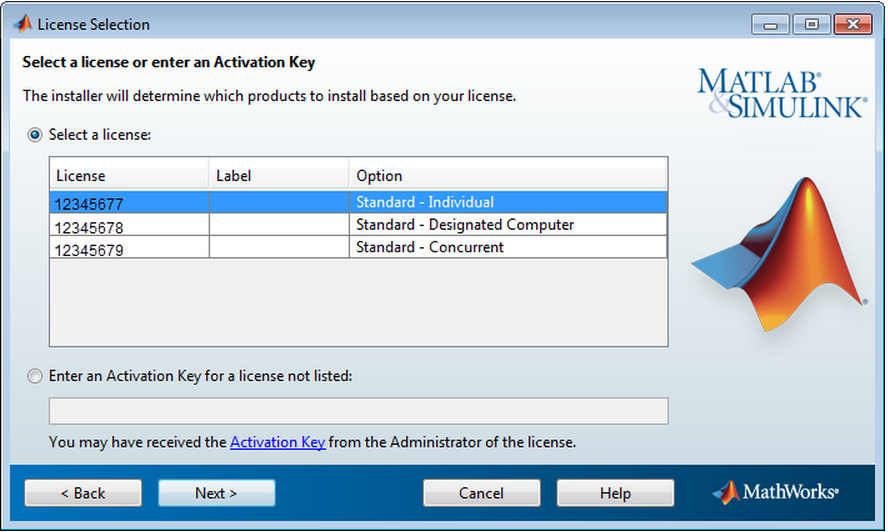 License Selection
Select a license or enter an Activation Key
The installer will determine which products to install based on your license.
MATLAB®
&SIMULINK®
Select a license:
License Label Option
12345677 Standard - Individual
12345678 Standard - Designated Computer
12345679 Standard - Concurrent
Enter an Activation Key for a license not listed:
You may have received the Activation Key from the Administrator of the license.
< Back Next > Cancel Help MathWorks®